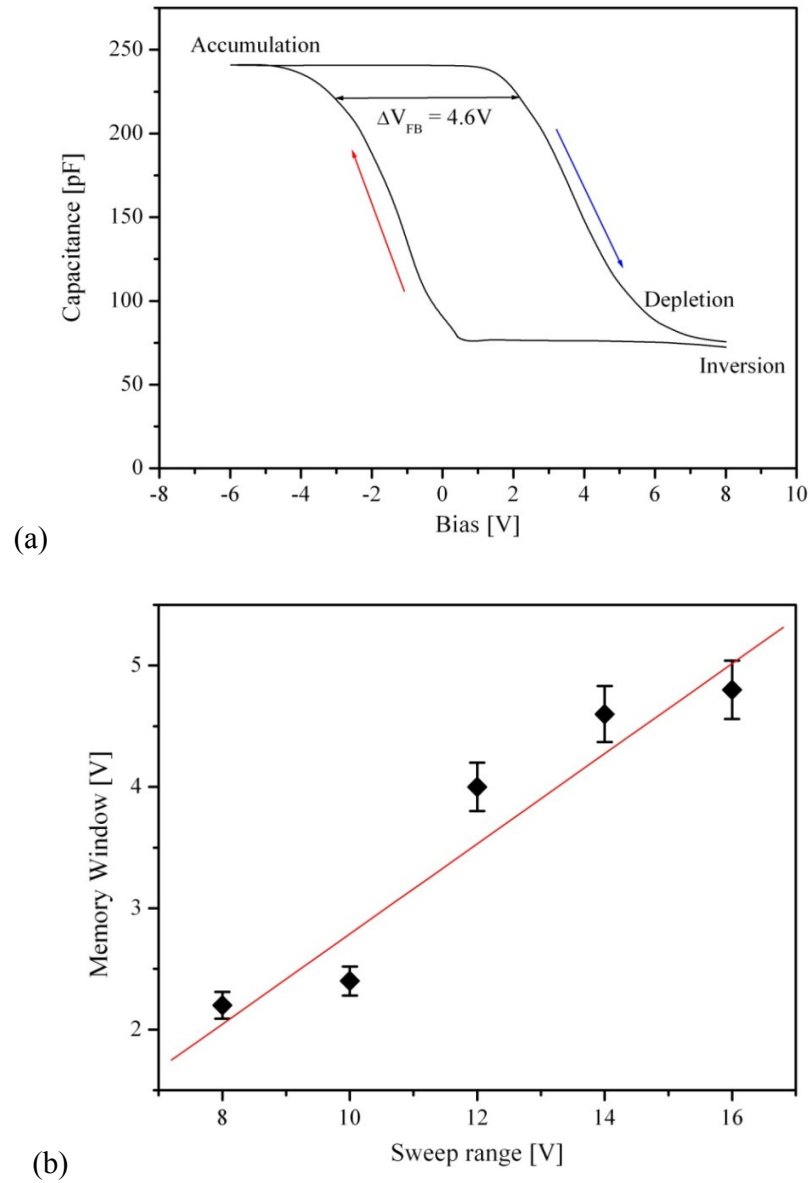 Accumulation
ΔV_FB = 4.6V
Depletion
Inversion
Capacitance [pF]
250
200
150
100
50
0
-8 -6 -4 -2 0 2 4 6 8 10
Bias [V]
(a)
Memory Window [V]
5
4
3
2
8 10 12 14 16
Sweep range [V]
(b)